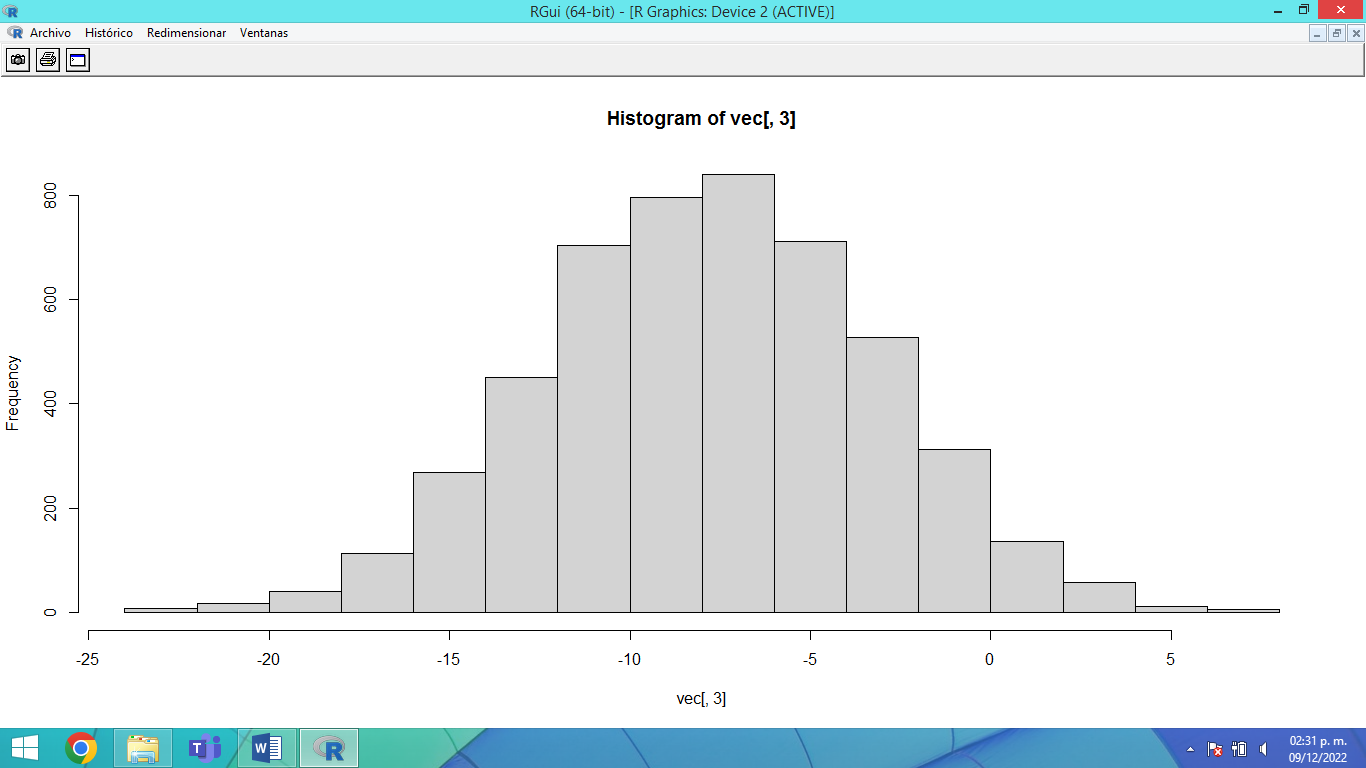 RGui (64-bit) - [R Graphics: Device 2 (ACTIVE)]
Archivo Histórico Redimensionar Ventanas
Histogram of vec[, 3]
800
600
400
200
0
Frequency
-25 -20 -15 -10 -5 0 5
vec[, 3]
02:31 p. m.
09/12/2022